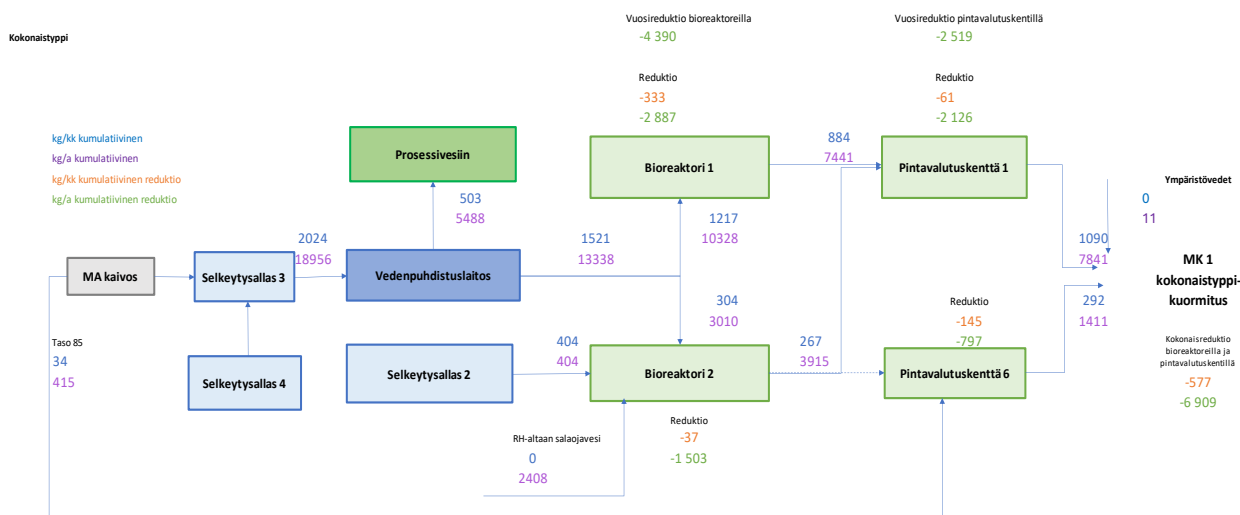 Vuosireduktio bioreaktoreilla
-4 390
Vuosireduktio pintavalutuskentillä
-2 519
Kokonaistyppi
Reduktio
-333
-2 887
Reduktio
-61
-2 126
kg/kk kumulatiivinen
kg/a kumulatiivinen
kg/kk kumulatiivinen reduktio
kg/a kumulatiivinen reduktio
Prosessivesiin
Bioreaktori 1
884
7441
Pintavalutuskenttä 1
Ympäristövedet
0
11
503
5488
1217
10328
2024
18956
1521
13338
1090
7841
MA kaivos
Selkeytysallas 3
Vedenpuhdistuslaitos
MK 1
kokonaistyppi-
kuormitus
304
3010
292
1411
Reduktio
-145
-797
Taso 85
34
415
Selkeytysallas 4
Selkeytysallas 2
404
404
Bioreaktori 2
267
3915
Pintavalutuskenttä 6
Kokonaisreduktio
bioreaktoreilla ja
pintavalutuskentillä
-577
-6 909
RH-altaan salaojavesi
0
2408
Reduktio
-37
-1 503